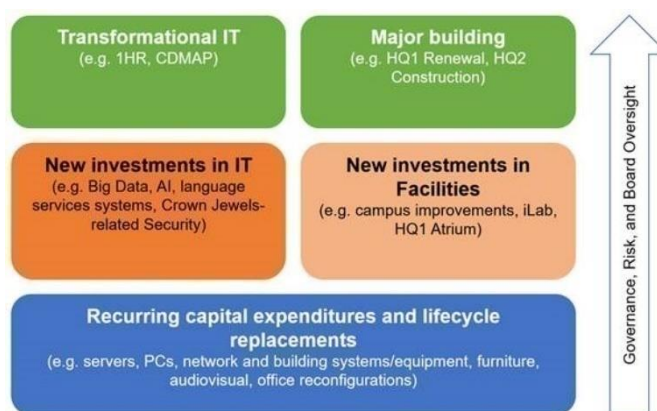 Transformational IT
(e.g. 1HR, CDMAP)
Major building
(e.g. HQ1 Renewal, HQ2
Construction)
New investments in IT
(e.g. Big Data, AI, language
services systems, Crown Jewels-
related Security)
New investments in
Facilities
(e.g. campus improvements, iLab,
HQ1 Atrium)
Recurring capital expenditures and lifecycle
replacements
(e.g. servers, PCs, network and building systems/equipment, furniture,
audiovisual, office reconfigurations)
Governance, Risk, and Board Oversight